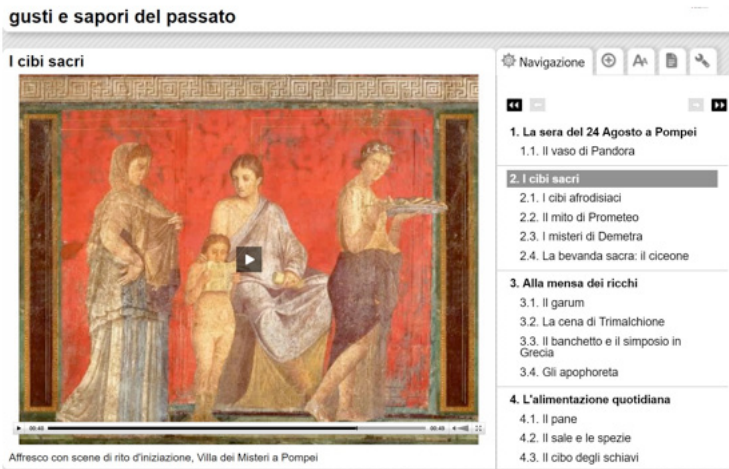 gusti e sapori del passato
I cibi sacri
00:40
00:48
Affresco con scene di rito d'iniziazione, Villa dei Misteri a Pompei
Navigazione
AA
1. La sera del 24 Agosto a Pompei
1.1. Il vaso di Pandora
2. I cibi sacri
2.1. I cibi afrodisiaci
2.2. Il mito di Prometeo
2.3. I misteri di Demetra
2.4. La bevanda sacra: il ciceone
3. Alla mensa dei ricchi
3.1. Il garum
3.2. La cena di Trimalchione
3.3. Il banchetto e il simposio in
Grecia
3.4. Gli apophoreta
4. L'alimentazione quotidiana
4.1. Il pane
4.2. Il sale e le spezie
4.3. Il cibo degli schiavi